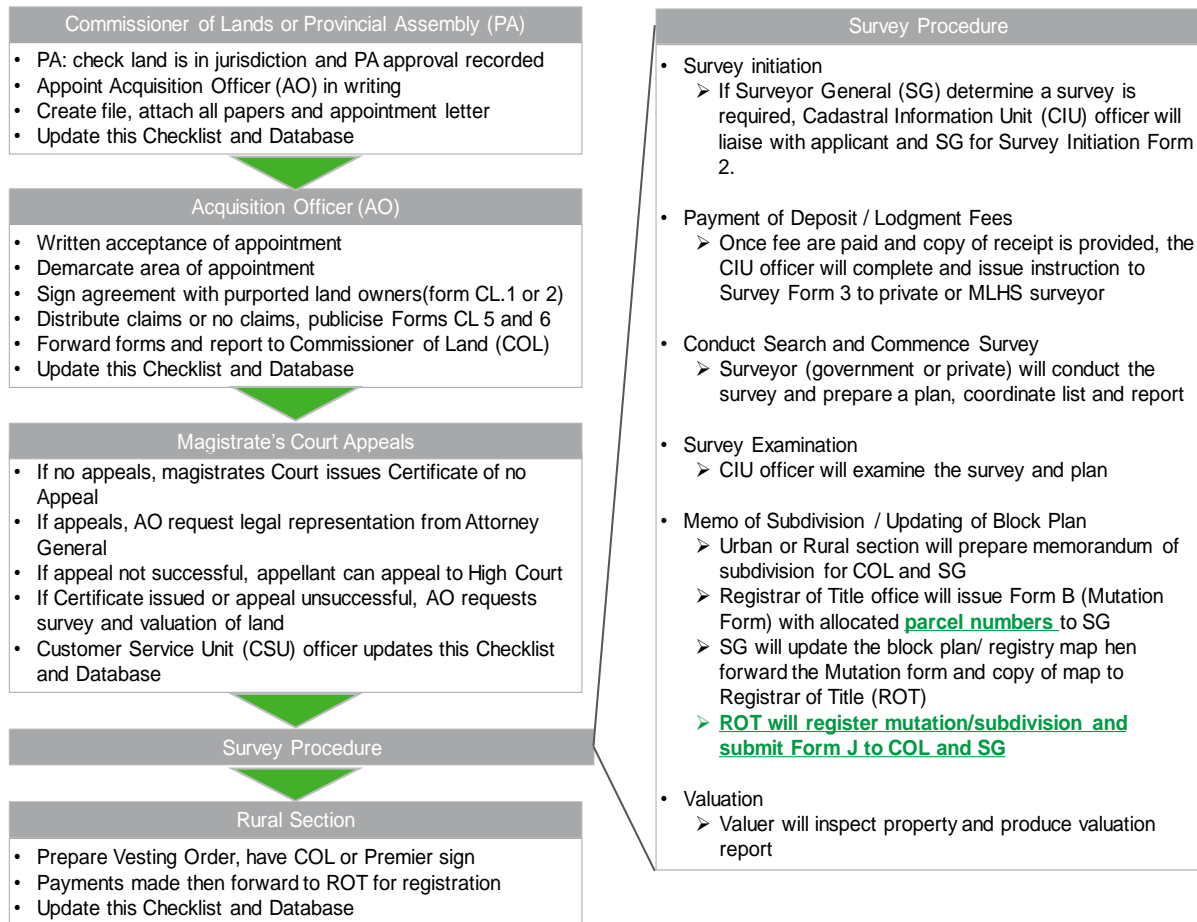 Commissioner of Lands or Provincial Assembly (PA)
• PA: check land is in jurisdiction and PA approval recorded
• Appoint Acquisition Officer (AO) in writing
• Create file, attach all papers and appointment letter
• Update this Checklist and Database
Acquisition Officer (AO)
• Written acceptance of appointment
• Demarcate area of appointment
• Sign agreement with purported land owners(form CL.1 or 2)
• Distribute claims or no claims, publicise Forms CL 5 and 6
• Forward forms and report to Commissioner of Land (COL)
• Update this Checklist and Database
Magistrate's Court Appeals
• If no appeals, magistrates Court issues Certificate of no
Appeal
• If appeals, AO request legal representation from Attorney
General
• If appeal not successful, appellant can appeal to High Court
• If Certificate issued or appeal unsuccessful, AO requests
survey and valuation of land
• Customer Service Unit (CSU) officer updates this Checklist
and Database
Survey Procedure
Rural Section
• Prepare Vesting Order, have COL or Premier sign
• Payments made then forward to ROT for registration
• Update this Checklist and Database
Survey Procedure
• Survey initiation
➢ If Surveyor General (SG) determine a survey is
required, Cadastral Information Unit (CIU) officer will
liaise with applicant and SG for Survey Initiation Form
2.
• Payment of Deposit / Lodgment Fees
➢ Once fee are paid and copy of receipt is provided, the
CIU officer will complete and issue instruction to
Survey Form 3 to private or MLHS surveyor
• Conduct Search and Commence Survey
➢ Surveyor (government or private) will conduct the
survey and prepare a plan, coordinate list and report
• Survey Examination
➢ CIU officer will examine the survey and plan
• Memo of Subdivision / Updating of Block Plan
➢ Urban or Rural section will prepare memorandum of
subdivision for COL and SG
➢ Registrar of Title office will issue Form B (Mutation
Form) with allocated parcel numbers to SG
➢ SG will update the block plan/ registry map hen
forward the Mutation form and copy of map to
Registrar of Title (ROT)
➢ ROT will register mutation/subdivision and
submit Form J to COL and SG
• Valuation
➢ Valuer will inspect property and produce valuation
report